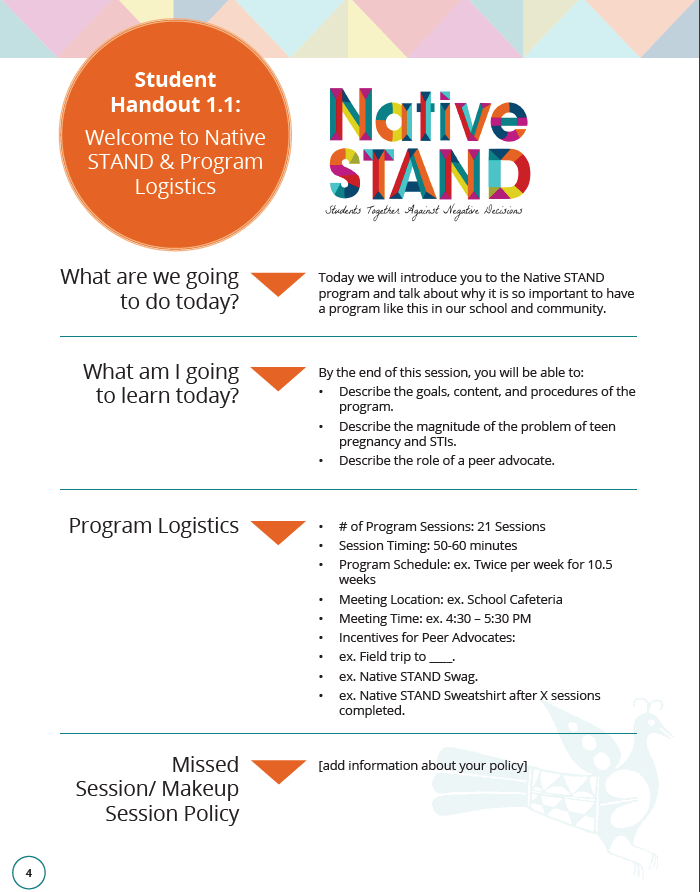 Student
Handout 1.1:
Welcome to Native
STAND & Program
Logistics
Native
STAND
Students Together Against Negative Decisions
What are we going
to do today?
Today we will introduce you to the Native STAND
program and talk about why it is so important to have
a program like this in our school and community.
What am I going
to learn today?
By the end of this session, you will be able to:
• Describe the goals, content, and procedures of the
program.
• Describe the magnitude of the problem of teen
pregnancy and STIs.
• Describe the role of a peer advocate.
Program Logistics
• # of Program Sessions: 21 Sessions
• Session Timing: 50-60 minutes
• Program Schedule: ex. Twice per week for 10.5
weeks
• Meeting Location: ex. School Cafeteria
• Meeting Time: ex. 4:30 – 5:30 PM
• Incentives for Peer Advocates:
• ex. Field trip to ____.
• ex. Native STAND Swag.
• ex. Native STAND Sweatshirt after X sessions
completed.
Missed
Session/ Makeup
Session Policy
[add information about your policy]
4